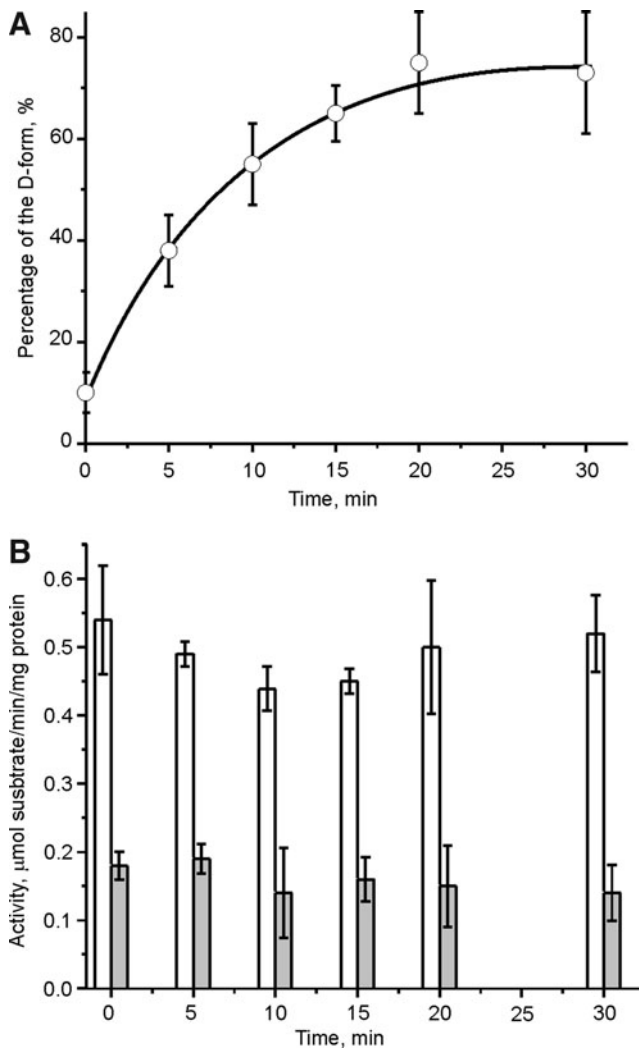 A
80
60
40
20
0
Percentage of the D-form, %
0 5 10 15 20 25 30
Time, min
B
0.6
0.5
0.4
0.3
0.2
0.1
0.0
Activity, μmol susbtrate/min/mg protein
0 5 10 15 20 25 30
Time, min